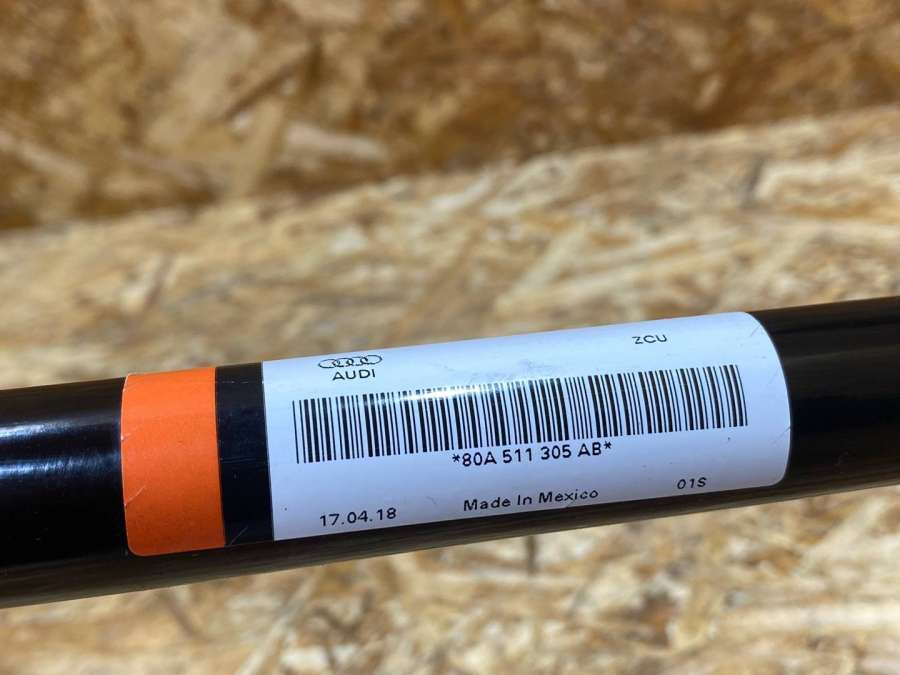 AUDI
ZCU
*80A 511 305 AB*
17.04.18
Made In Mexico
01S